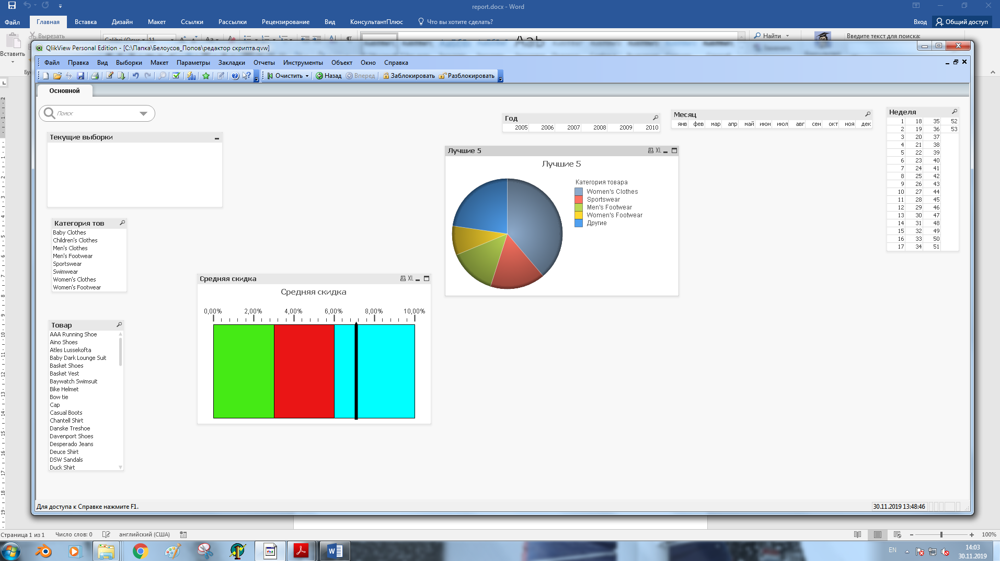 report.docx - Word
Файл Главная Вставка Дизайн Макет Ссылки Рассылки Рецензирование Вид КонсультантПлюс Что вы хотите сделать? Вход Общий доступ
Вырезать
Вставить
Найти
Введите текст для поиска:
QlikView Personal Edition - [C:\Папка\Белоусов_Попов\редактор скрипта.qvw]
Файл Правка Вид Выборки Макет Параметры Закладки Отчеты Инструменты Объект Окно Справка
Очистить Назад Вперед Заблокировать Разблокировать
Основной
Поиск
Текущие выборки
Год
2005 2006 2007 2008 2009 2010
Месяц
янв фев мар апр май июн июл авг сен окт ноя дек
Неделя
1 18 35 52
2 19 36 53
3 20 37
4 21 38
5 22 39
6 23 40
7 24 41
8 25 42
9 26 43
10 27 44
11 28 45
12 29 46
13 30 47
14 31 48
15 32 49
16 33 50
17 34 51
Лучшие 5 XL
Лучшие 5
Категория товара
Women's Clothes
Sportswear
Men's Footwear
Women's Footwear
Другие
Категория тов
Baby Clothes
Children's Clothes
Men's Clothes
Men's Footwear
Sportswear
Swimwear
Women's Clothes
Women's Footwear
Средняя скидка XL
Средняя скидка
0,00% 2,00% 4,00% 6,00% 8,00% 10,00%
Товар
AAA Running Shoe
Aino Shoes
Atles Lussekofta
Baby Dark Lounge Suit
Basket Shoes
Basket Vest
Baywatch Swimsuit
Bike Helmet
Bow tie
Cap
Casual Boots
Chantell Shirt
Danske Treshoe
Davenport Shoes
Desperado Jeans
Deuce Shirt
DSW Sandals
Duck Shirt
Для доступа к Справке нажмите F1.
30.11.2019 13:48:46
Страница 1 из 1 Число слов: 0 английский (США) 100%
EN 14:03
30.11.2019